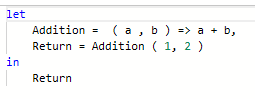 let
Addition = ( a , b ) => a + b,
Return = Addition ( 1, 2 )
in
Return